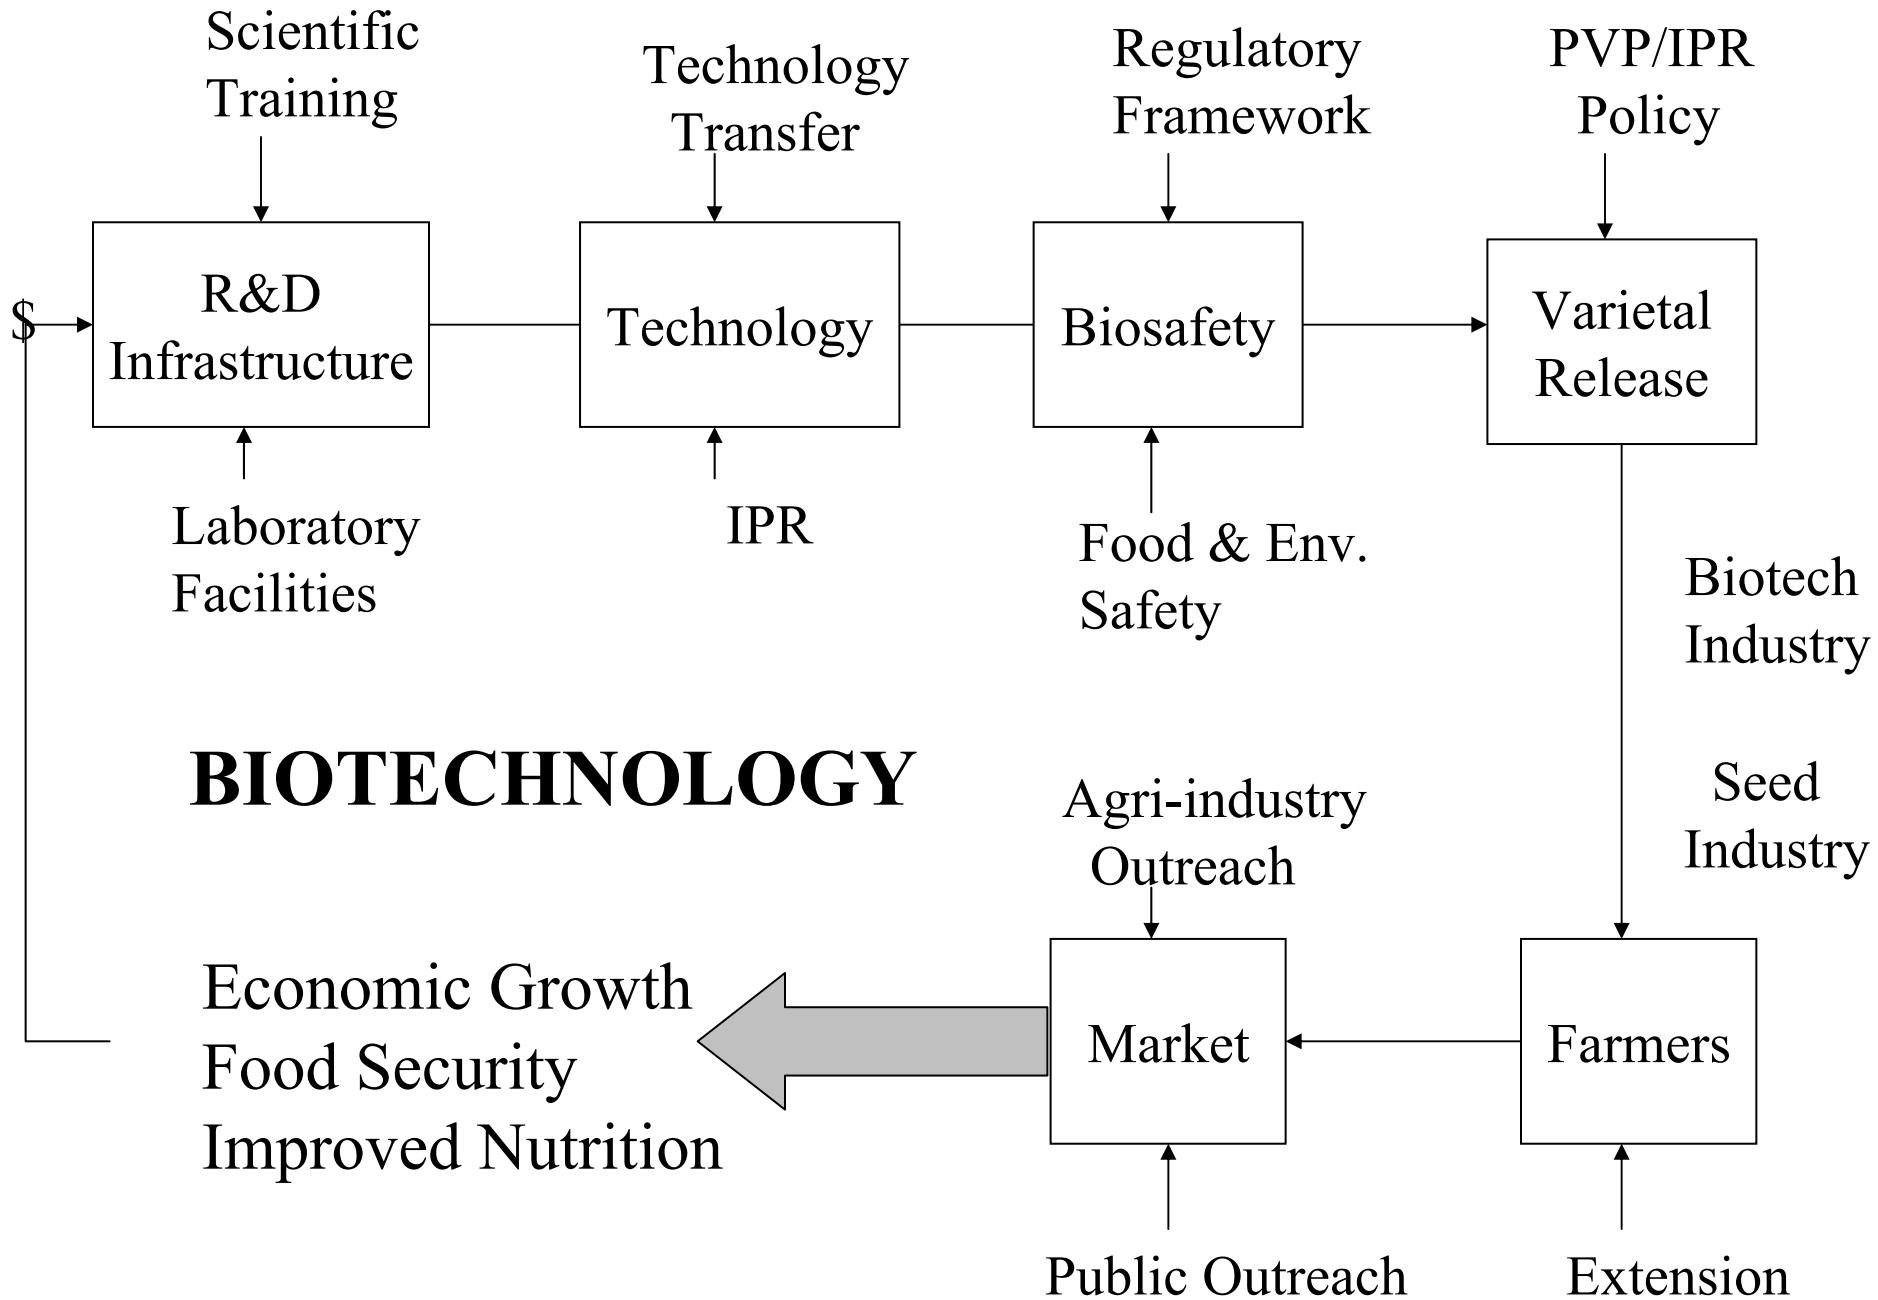 Scientific
Training
Technology
Transfer
Regulatory
Framework
PVP/IPR
Policy
$
R&D
Infrastructure
Technology
Biosafety
Varietal
Release
Laboratory
Facilities
IPR
Food & Env.
Safety
Biotech
Industry
Seed
Industry
BIOTECHNOLOGY
Agri-industry
Outreach
Economic Growth
Food Security
Improved Nutrition
Market
Farmers
Public Outreach
Extension